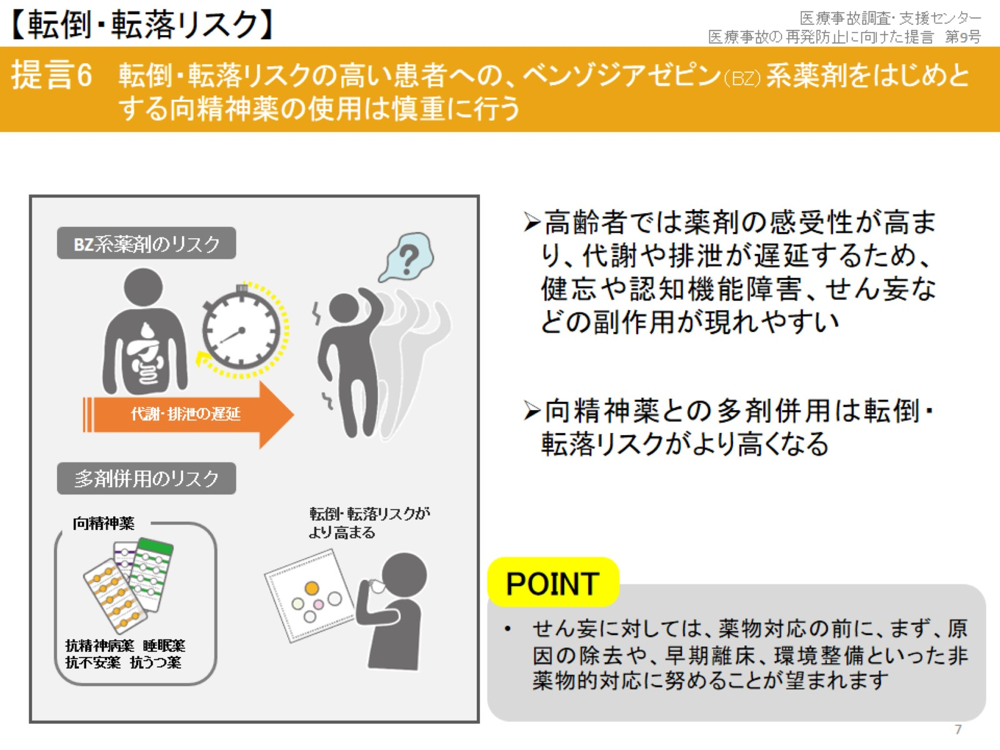 【転倒・転落リスク】
医療事故調査・支援センター
医療事故の再発防止に向けた提言 第9号
提言6 転倒・転落リスクの高い患者への、ベンゾジアゼピン(BZ)系薬剤をはじめと
する向精神薬の使用は慎重に行う
BZ系薬剤のリスク
?
代謝・排泄の遅延
多剤併用のリスク
向精神薬
抗精神病薬 睡眠薬
抗不安薬 抗うつ薬
転倒・転落リスクが
より高まる
➢高齢者では薬剤の感受性が高ま
り、代謝や排泄が遅延するため、
健忘や認知機能障害、せん妄な
どの副作用が現れやすい
➢向精神薬との多剤併用は転倒・
転落リスクがより高くなる
POINT
• せん妄に対しては、薬物対応の前に、まず、原
因の除去や、早期離床、環境整備といった非
薬物的対応に努めることが望まれます
7